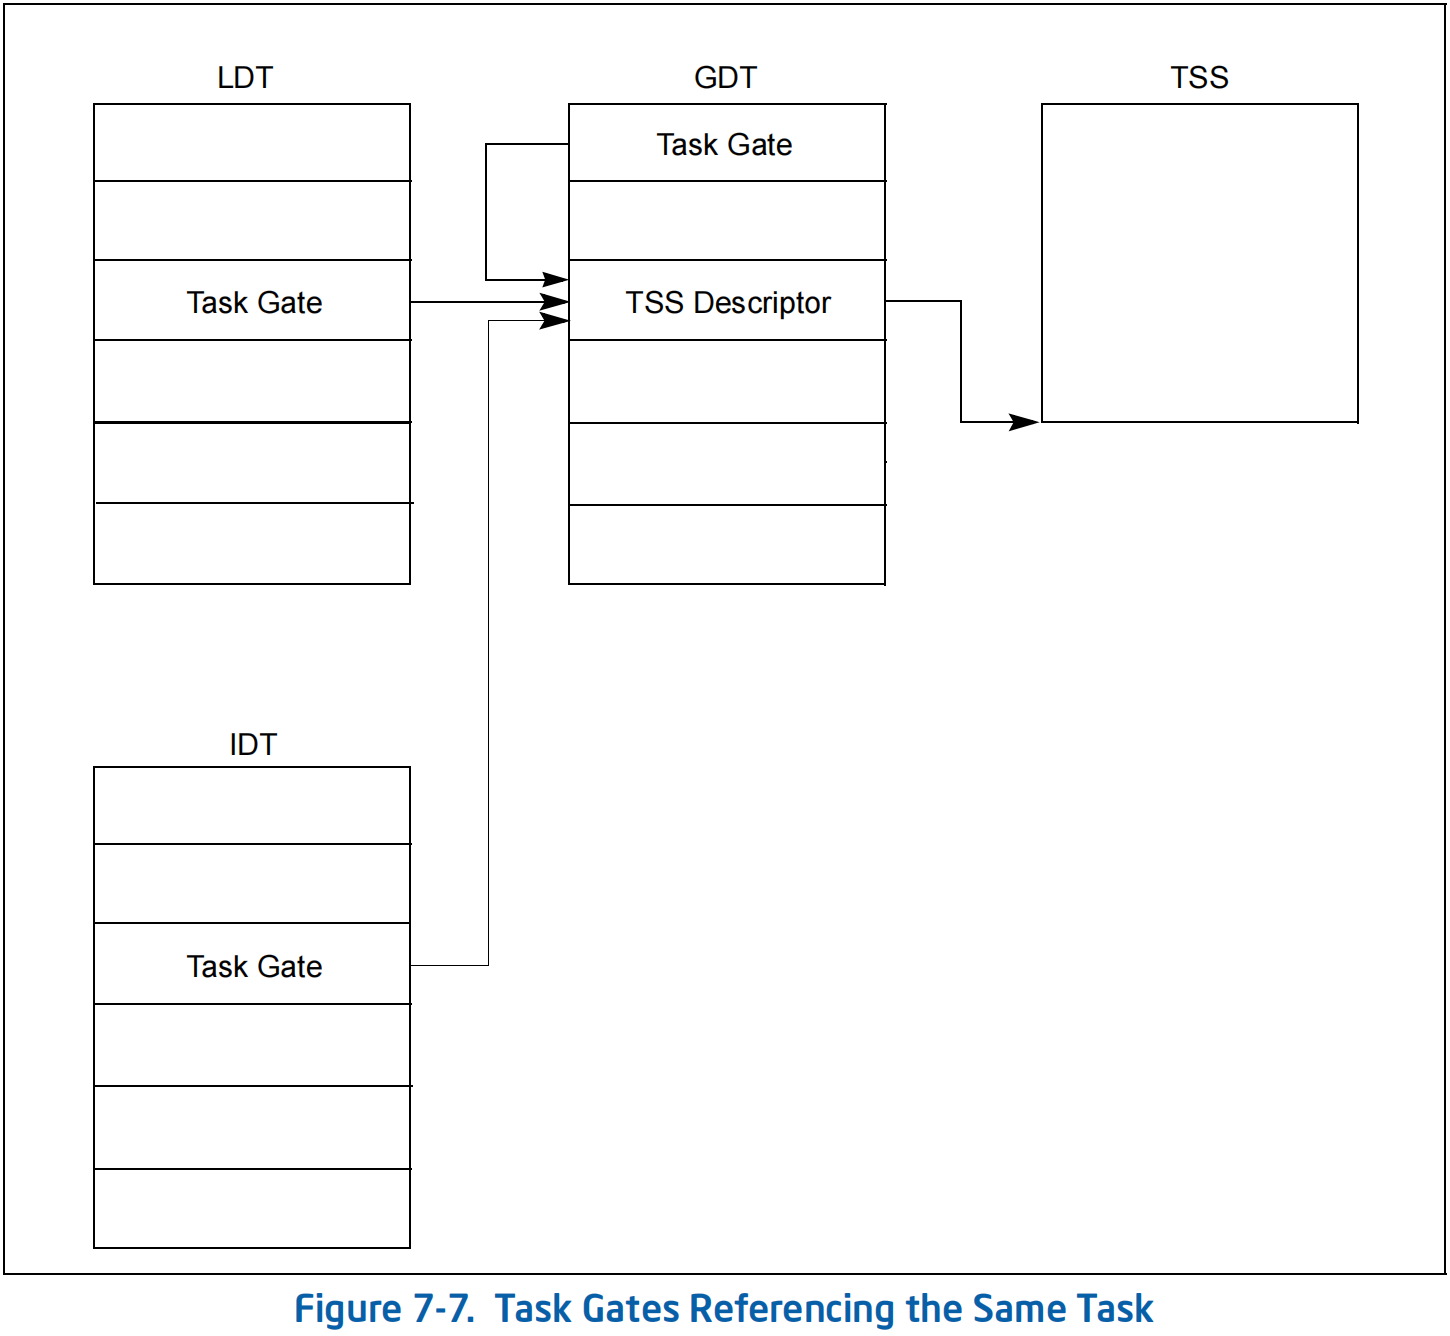 LDT
GDT
TSS
Task Gate
Task Gate
TSS Descriptor
IDT
Task Gate
Figure 7-7. Task Gates Referencing the Same Task